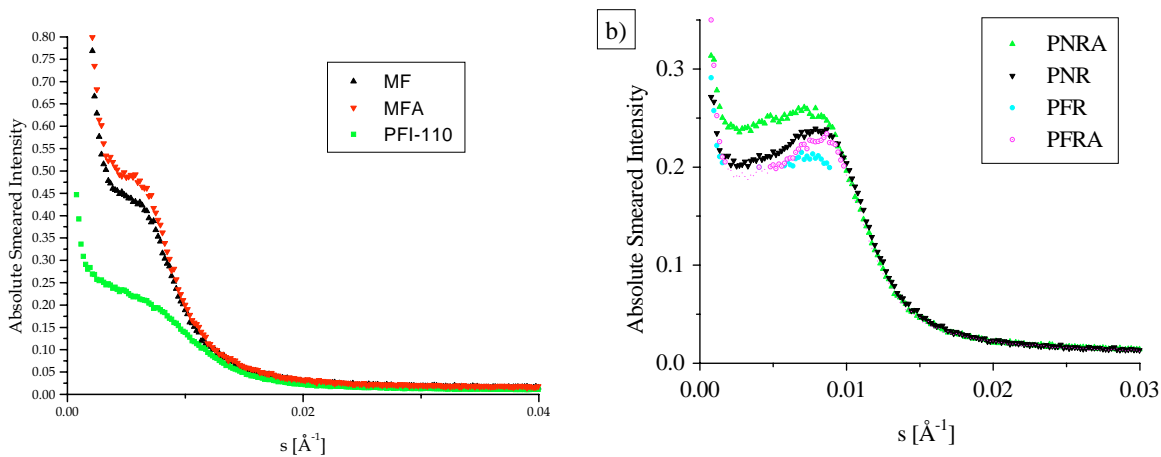 0.80
0.75
0.70
0.65
0.60
0.55
0.50
0.45
0.40
0.35
0.30
0.25
0.20
0.15
0.10
0.05
0.00
Absolute Smeared Intensity
MF
MFA
PFI-110
0.00
0.02
0.04
s [Å-1]
b)
0.3
0.2
0.1
0.0
Absolute Smeared Intensity
PNRA
PNR
PFR
PFRA
0.00
0.01
0.02
0.03
s [Å-1]